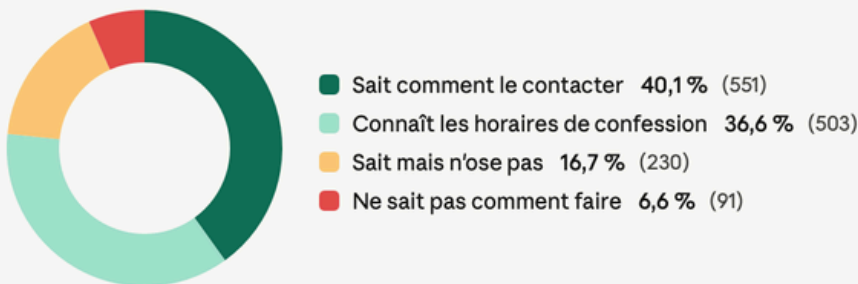 Sait comment le contacter 40,1 % (551)
Connaît les horaires de confession 36,6 % (503)
Sait mais n'ose pas 16,7 % (230)
Ne sait pas comment faire 6,6 % (91)